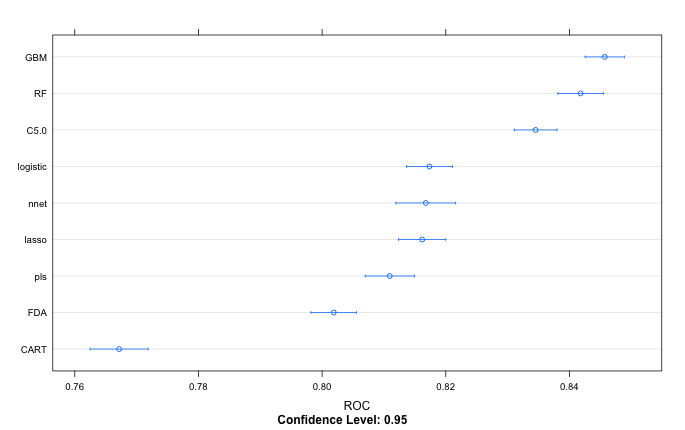 GBM
RF
C5.0
logistic
nnet
lasso
pls
FDA
CART
0.76 0.78 0.80 0.82 0.84
ROC
Confidence Level: 0.95